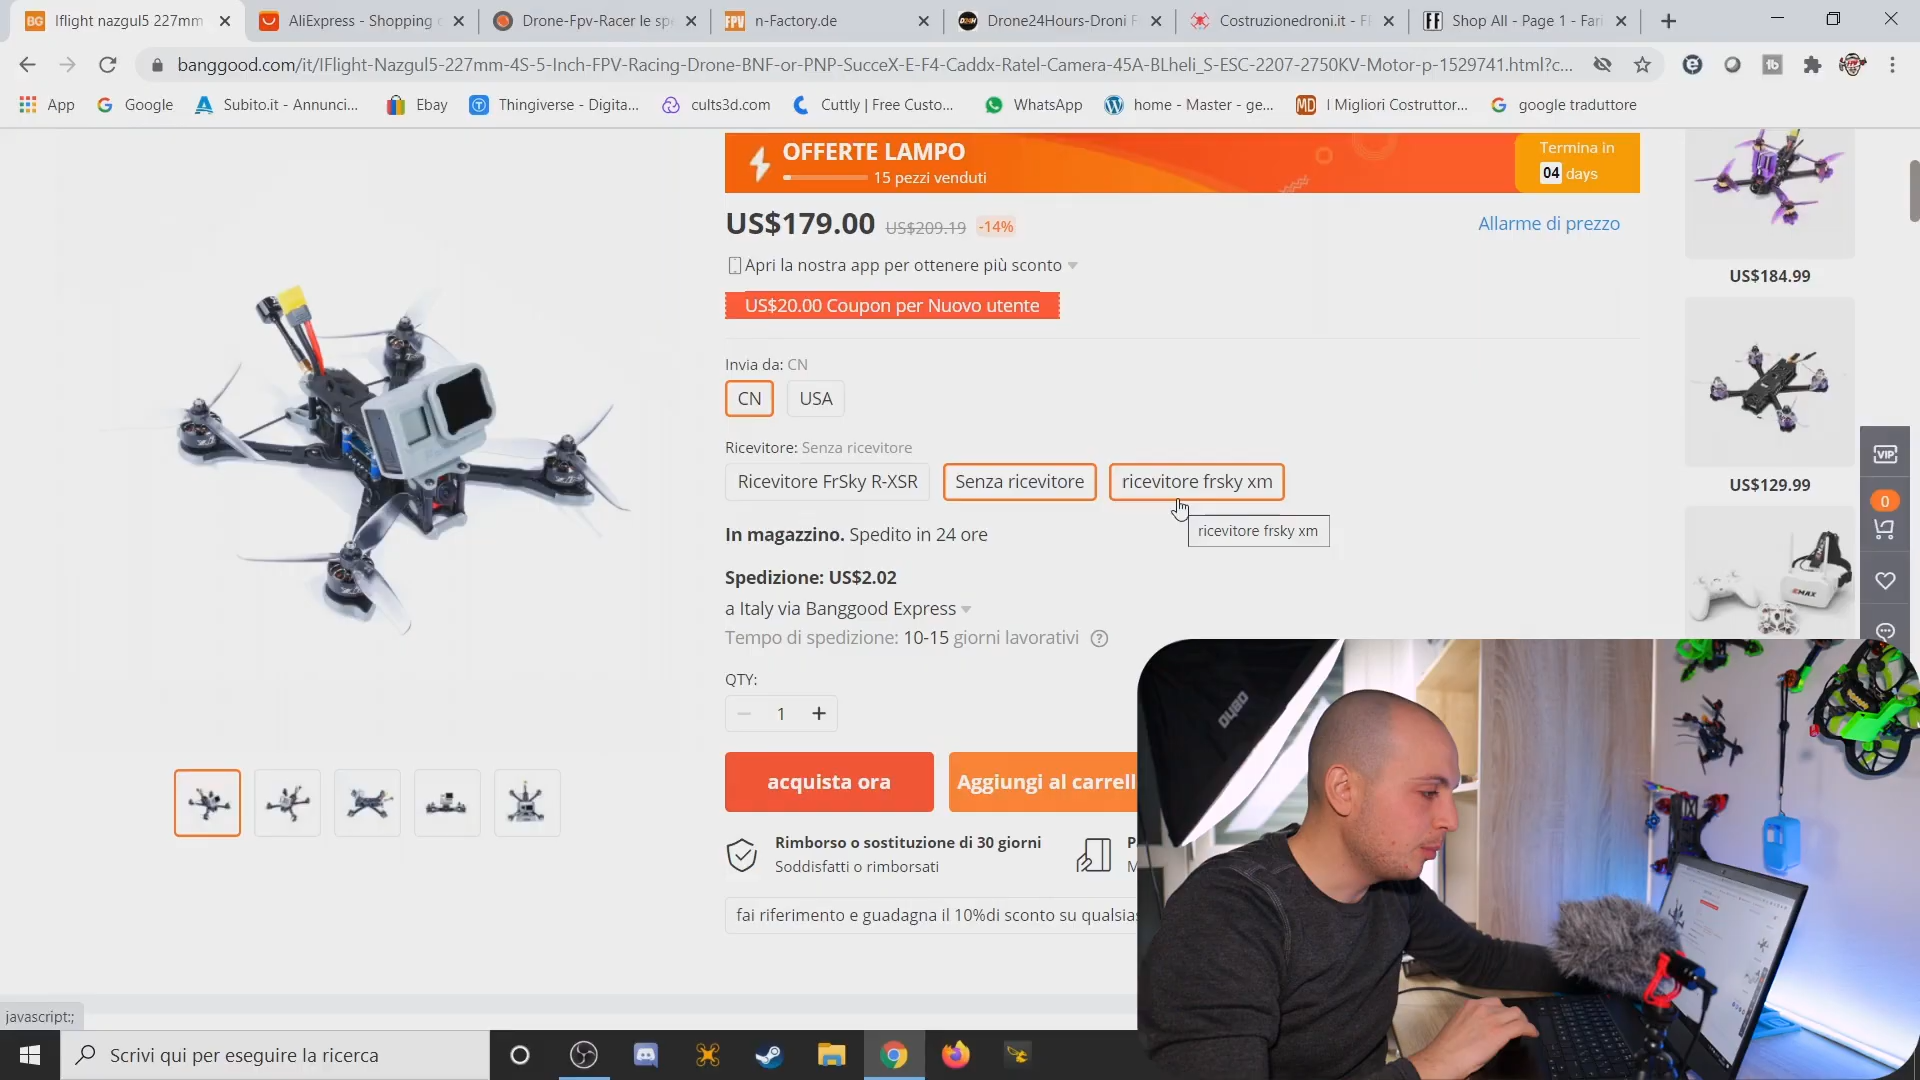 Iflight nazgul5 227mm
AliExpress - Shopping
Drone-Fpv-Racer le sp
n-Factory.de
Drone24Hours-Droni
Costruzionedroni.it - F
Shop All - Page 1 - Fari
banggood.com/it/IFlight-Nazgul5-227mm-4S-5-Inch-FPV-Racing-Drone-BNF-or-PNP-SucceX-E-F4-Caddx-Ratel-Camera-45A-BLheli_S-ESC-2207-2750KV-Motor-p-1529741.html?c...
App
Google
Subito.it - Annunci...
Ebay
Thingiverse - Digita...
cults3d.com
Cuttly | Free Custo...
WhatsApp
home - Master - ge...
I Migliori Costruttor...
google traduttore
OFFERTE LAMPO
15 pezzi venduti
Termina in
04 days
US$179.00 US$209.19 -14%
Allarme di prezzo
Apri la nostra app per ottenere più sconto
US$20.00 Coupon per Nuovo utente
Invia da: CN
CN
USA
Ricevitore: Senza ricevitore
Ricevitore FrSky R-XSR
Senza ricevitore
ricevitore frsky xm
ricevitore frsky xm
In magazzino. Spedito in 24 ore
Spedizione: US$2.02
a Italy via Banggood Express
Tempo di spedizione: 10-15 giorni lavorativi
QTY:
1
acquista ora
Aggiungi al carrell
Rimborso o sostituzione di 30 giorni
Soddisfatti o rimborsati
fai riferimento e guadagna il 10%di sconto su qualsias
US$184.99
US$129.99
VIP
0
javascript:;
Scrivi qui per eseguire la ricerca